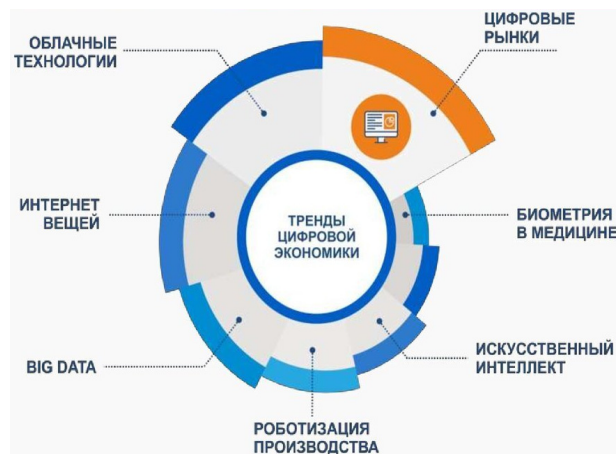 ОБЛАЧНЫЕ
ТЕХНОЛОГИИ
ЦИФРОВЫЕ
РЫНКИ
ИНТЕРНЕТ
ВЕЩЕЙ
ТРЕНДЫ
ЦИФРОВОЙ
ЭКОНОМИКИ
БИОМЕТРИЯ
В МЕДИЦИНЕ
BIG DATA
ИСКУССТВЕННЫЙ
ИНТЕЛЛЕКТ
РОБОТИЗАЦИЯ
ПРОИЗВОДСТВА